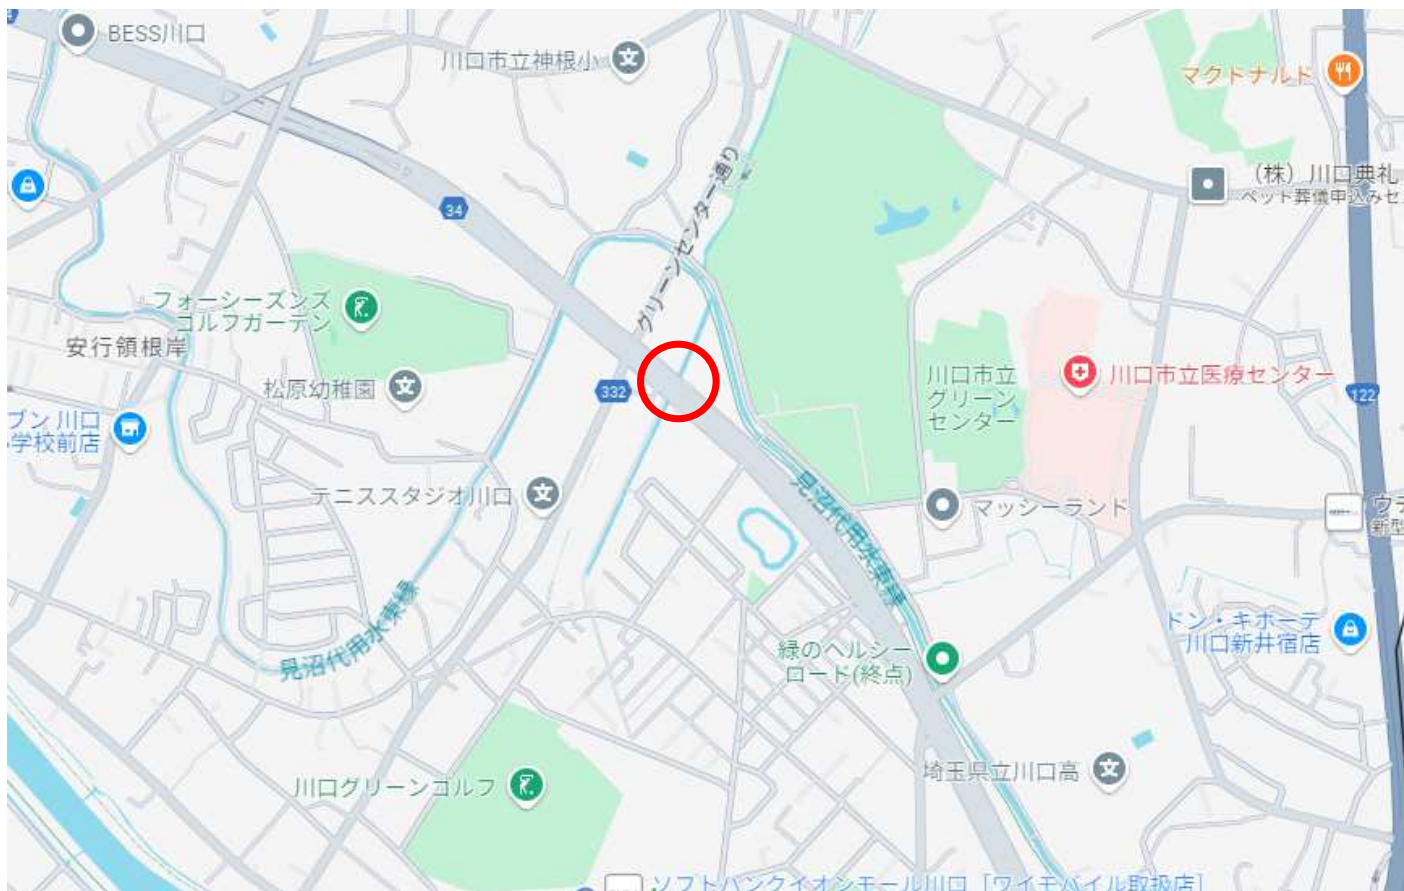 BESS川口
川口市立神根小
マクドナルド
(株)川口典礼
ペット葬儀申込みセ
34
グリーンセンター通り
フォーシーズンズ
ゴルフガーデン
安行領根岸
松原幼稚園
332
川口市立
グリーン
センター
川口市立医療センター
122
ブン 川口
小学校前店
テニススタジオ川口
見沼代用水東縁
マッシーランド
ウテ
新型
見沼代用水東縁
緑のヘルシー
ロード(終点)
ドン・キホーテ
川口新井宿店
川口グリーンゴルフ
埼玉県立川口高
ソフトバンクイオンモール川口 [ワイモバイル取扱店]